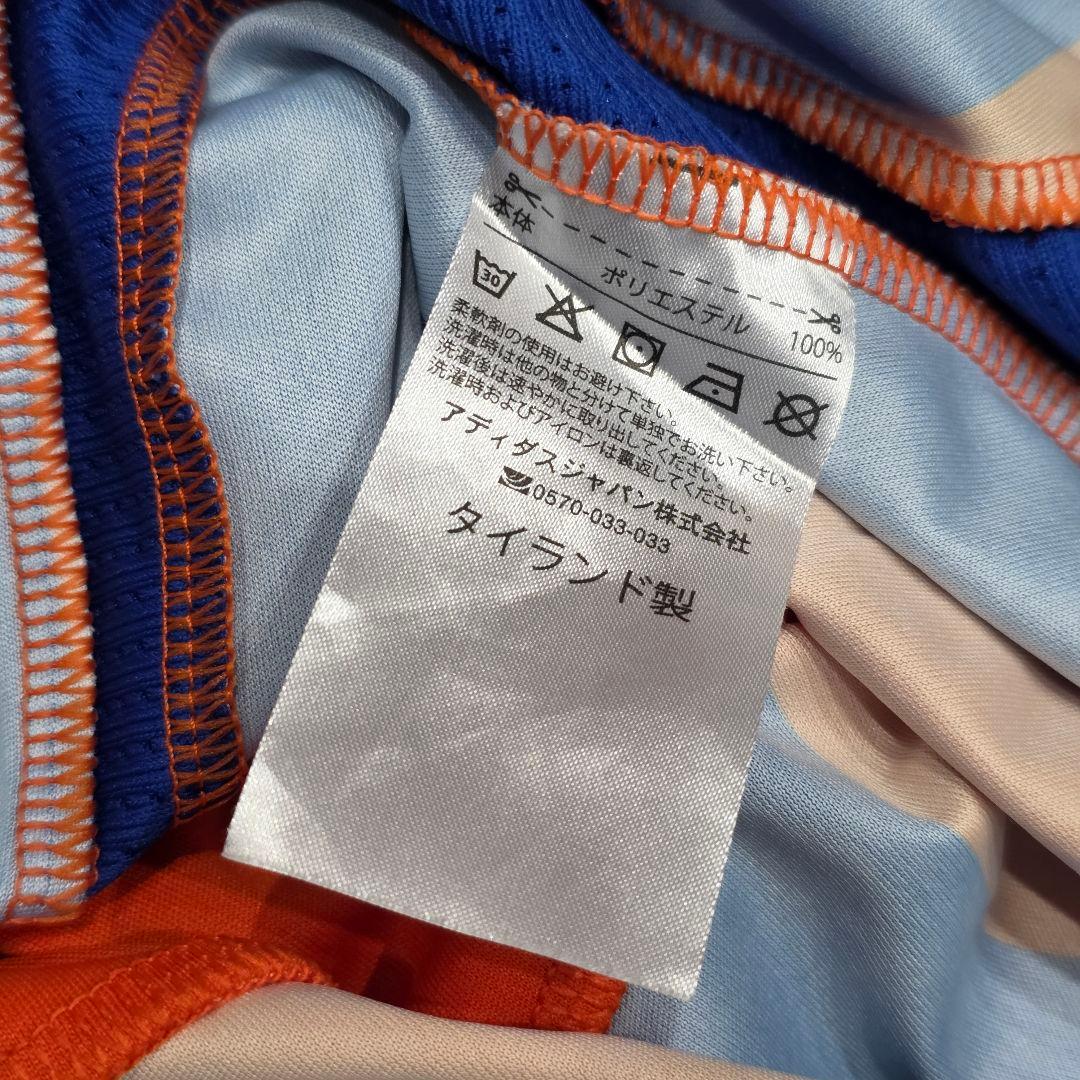 本体
ポリエステル 100%
30
柔軟剤の使用はお避け下さい。
洗濯時は他の物と分けて単独でお洗い下さい。
洗濯後は速やかに取り出してください。
洗濯時およびアイロンは裏返してください。
アディダスジャパン株式会社
0570-033-033
タイランド製